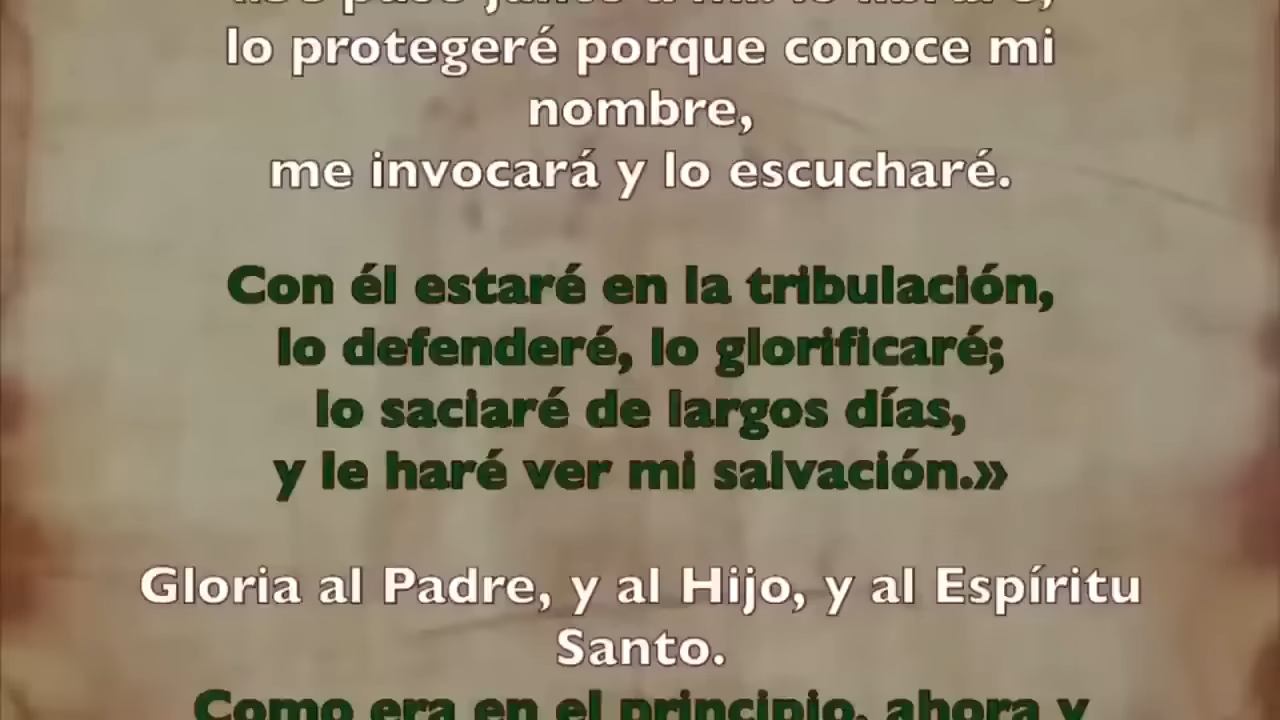 lo protegeré porque conoce mi
nombre,
me invocará y lo escucharé.
Con él estaré en la tribulación,
lo defenderé, lo glorificaré;
lo saciaré de largos días,
y le haré ver mi salvación.»
Gloria al Padre, y al Hijo, y al Espíritu
Santo.
Como era en el principio, ahora y